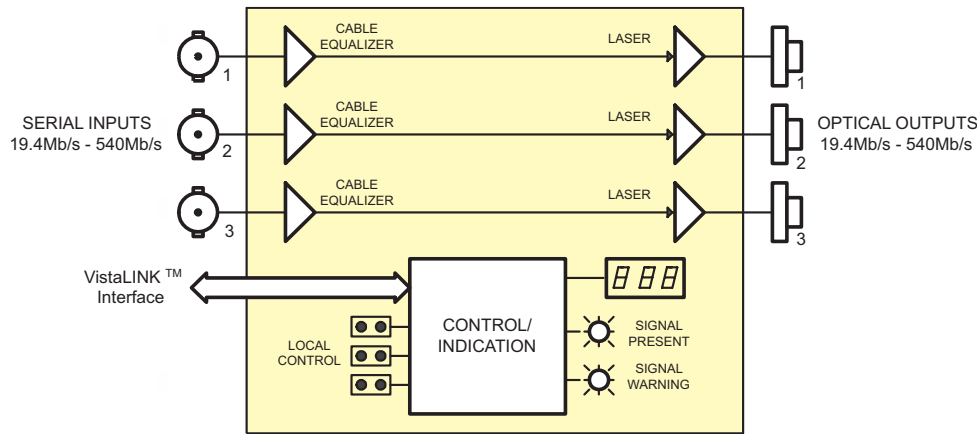 CABLE
EQUALIZER
LASER
1
1
SERIAL INPUTS
19.4Mb/s - 540Mb/s
CABLE
EQUALIZER
LASER
2
2
OPTICAL OUTPUTS
19.4Mb/s - 540Mb/s
CABLE
EQUALIZER
LASER
3
3
VistaLINK TM
Interface
888
LOCAL
CONTROL
CONTROL/
INDICATION
SIGNAL
PRESENT
SIGNAL
WARNING